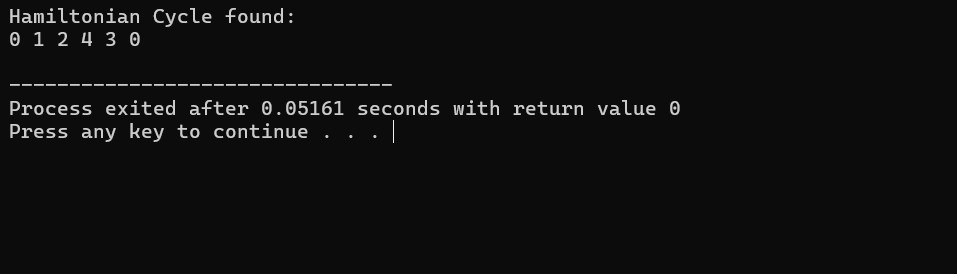 Hamiltonian Cycle found:
0 1 2 4 3 0
--------------------------------
Process exited after 0.05161 seconds with return value 0
Press any key to continue . . .